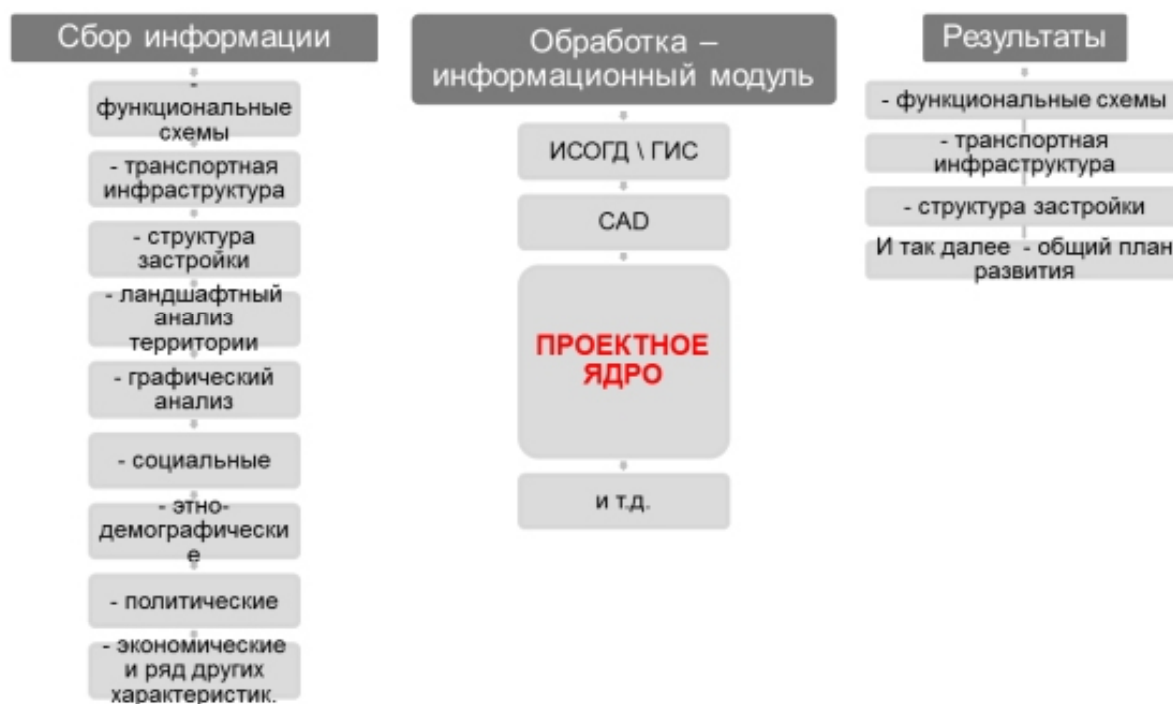 Сбор информации
-
функциональные
схемы
- транспортная
инфраструктура
- структура
застройки
- ландшафтный
анализ
территории
- графический
анализ
- социальные
- этно-
демографически
е
- политические
- экономические
и ряд других
характеристик.
Обработка –
информационный модуль
ИСОГД \ ГИС
CAD
ПРОЕКТНОЕ
ЯДРО
и т.д.
Результаты
- функциональные схемы
- транспортная
инфраструктура
- структура застройки
И так далее - общий план
развития